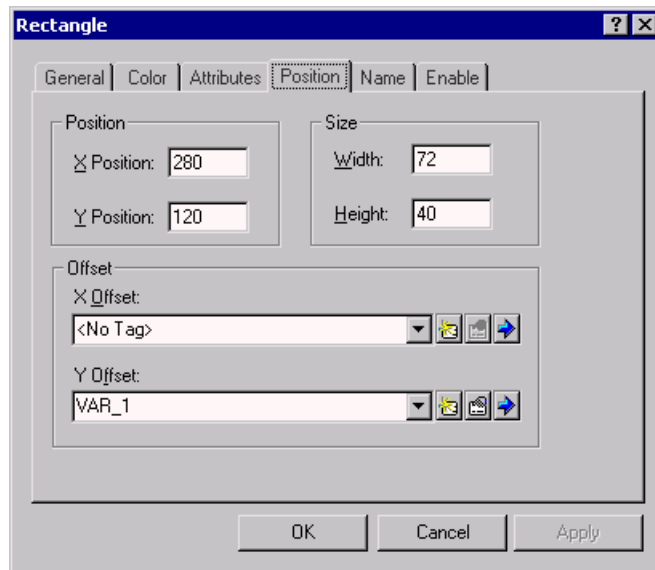 Rectangle
General Color Attributes Position Name Enable
Position
X Position: 280
Y Position: 120
Size
Width: 72
Height: 40
Offset
X Offset:
<No Tag>
Y Offset:
VAR_1
OK Cancel Apply